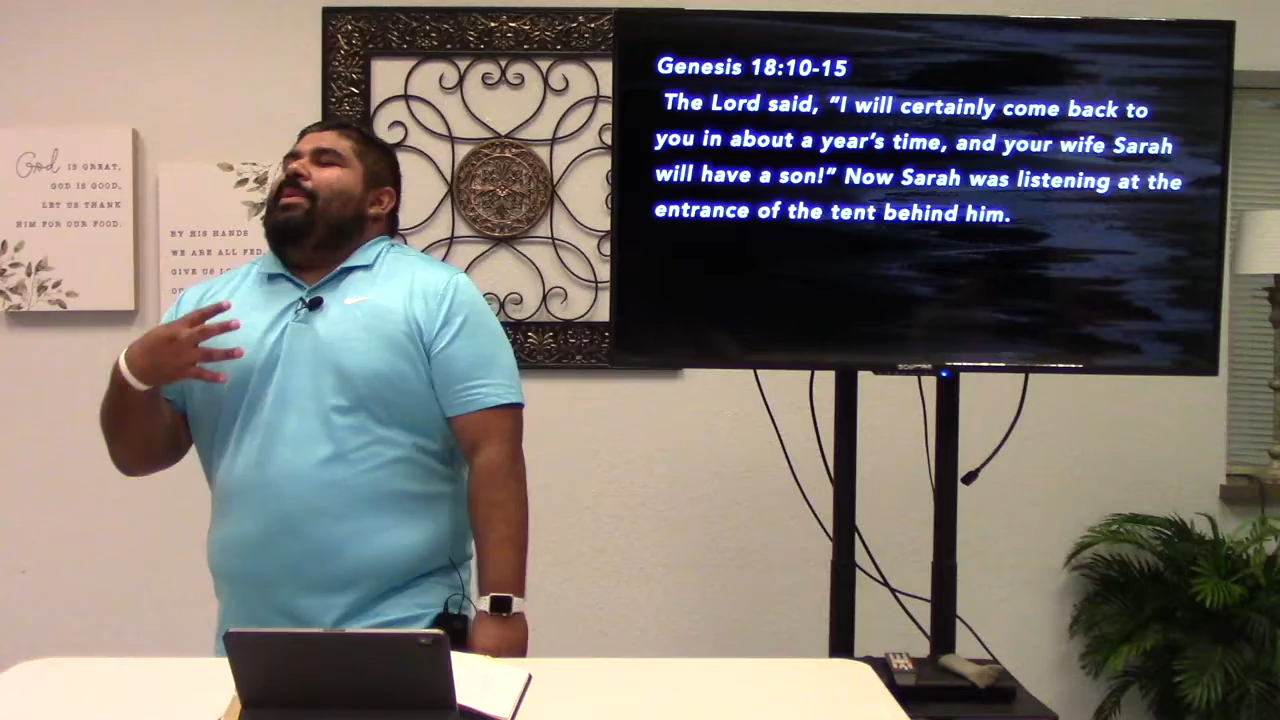 God IS GREAT,
GOD IS GOOD,
LET US THANK
HIM FOR OUR FOOD.
BY HIS HANDS
WE ARE ALL FED,
GIVE US
Genesis 18:10-15
The Lord said, “I will certainly come back to
you in about a year’s time, and your wife Sarah
will have a son!” Now Sarah was listening at the
entrance of the tent behind him.